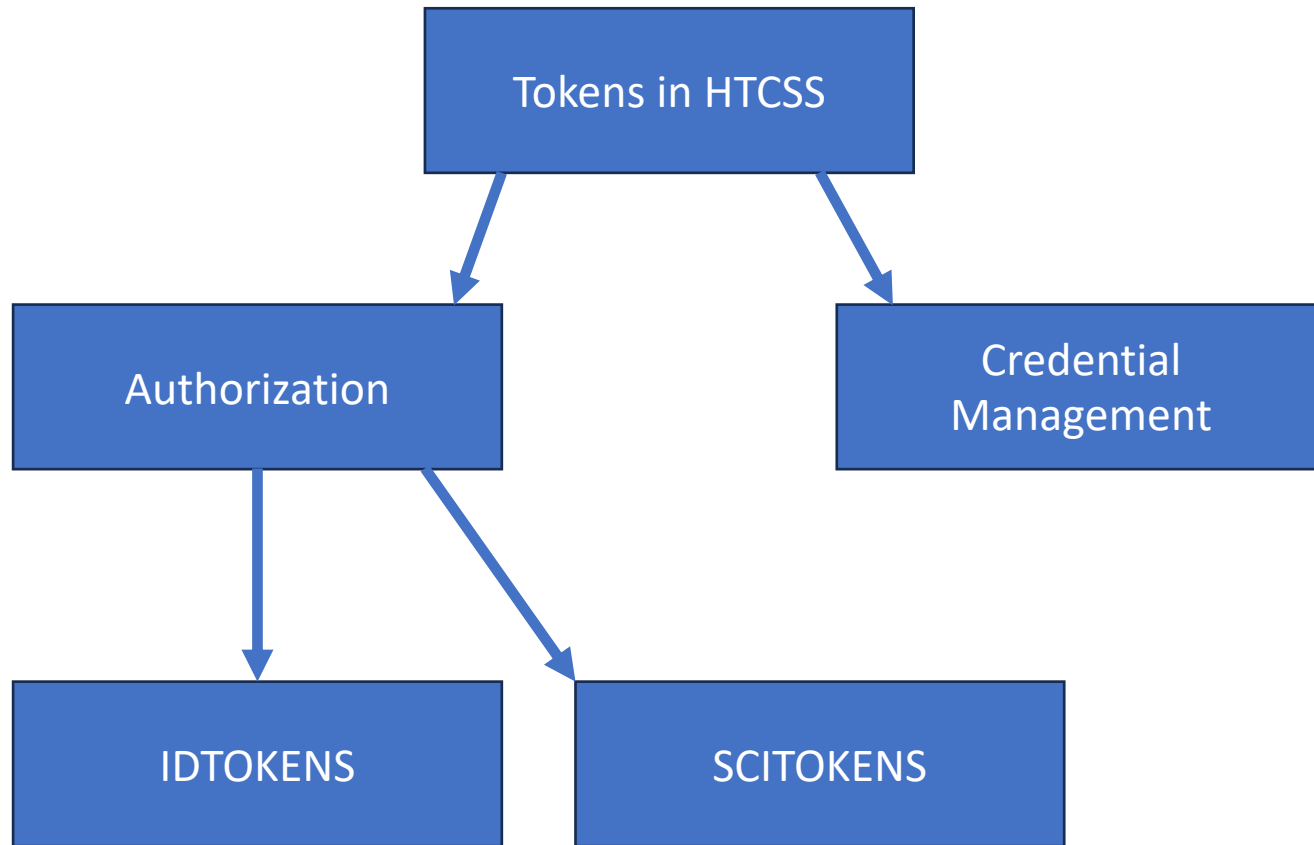 Tokens in HTCSS
Authorization
Credential
Management
IDTOKENS
SCITOKENS